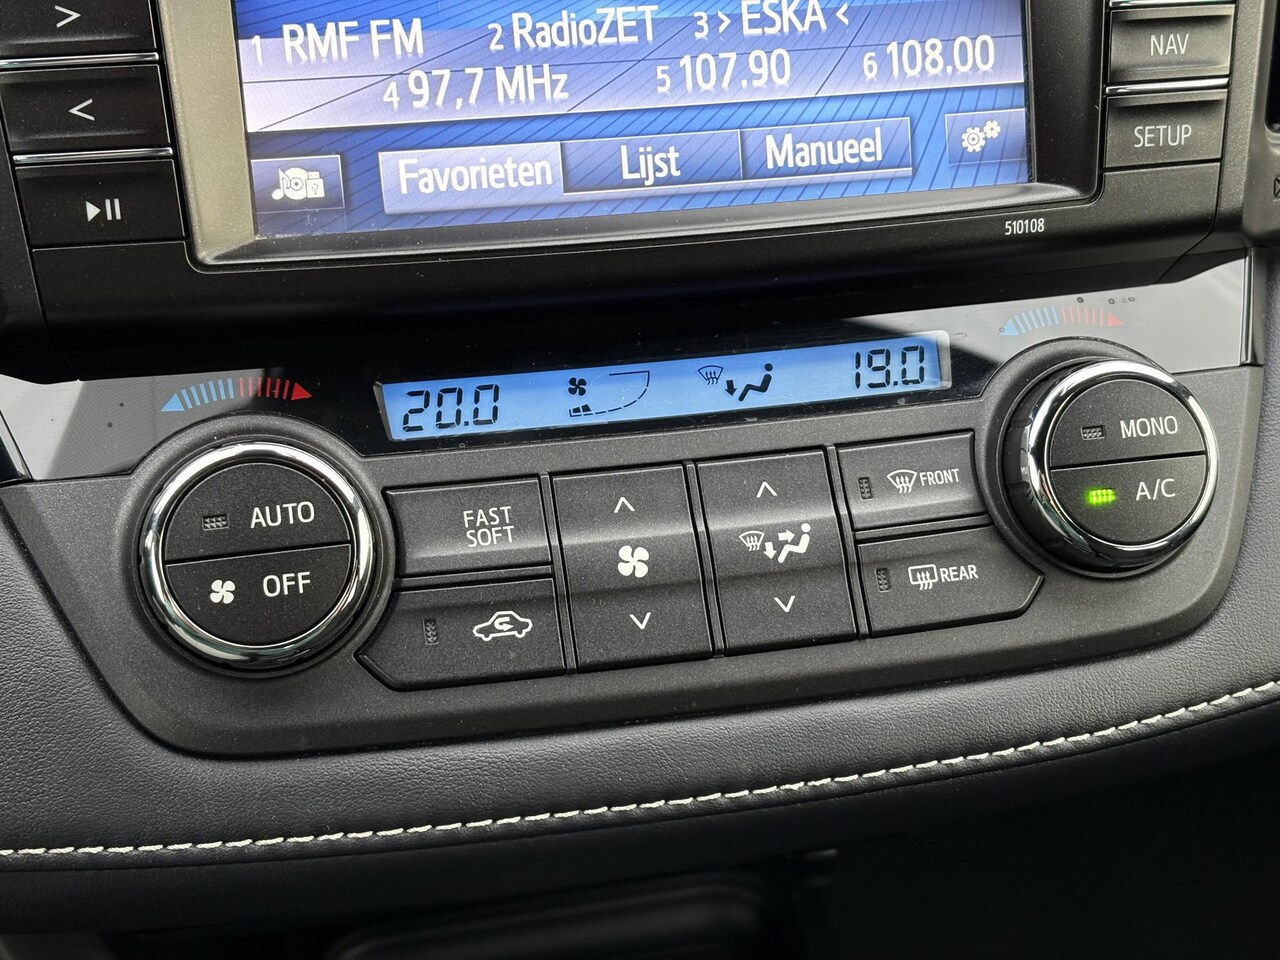 >
1 RMF FM 2 RadioZET 3 > ESKA <
4 97,7 MHz 5 107.90 6 108.00
<
NAV
SETUP
Favorieten Lijst Manueel
510108
20.0 19.0
AUTO
OFF
FAST
SOFT
FRONT
REAR
MONO
A/C